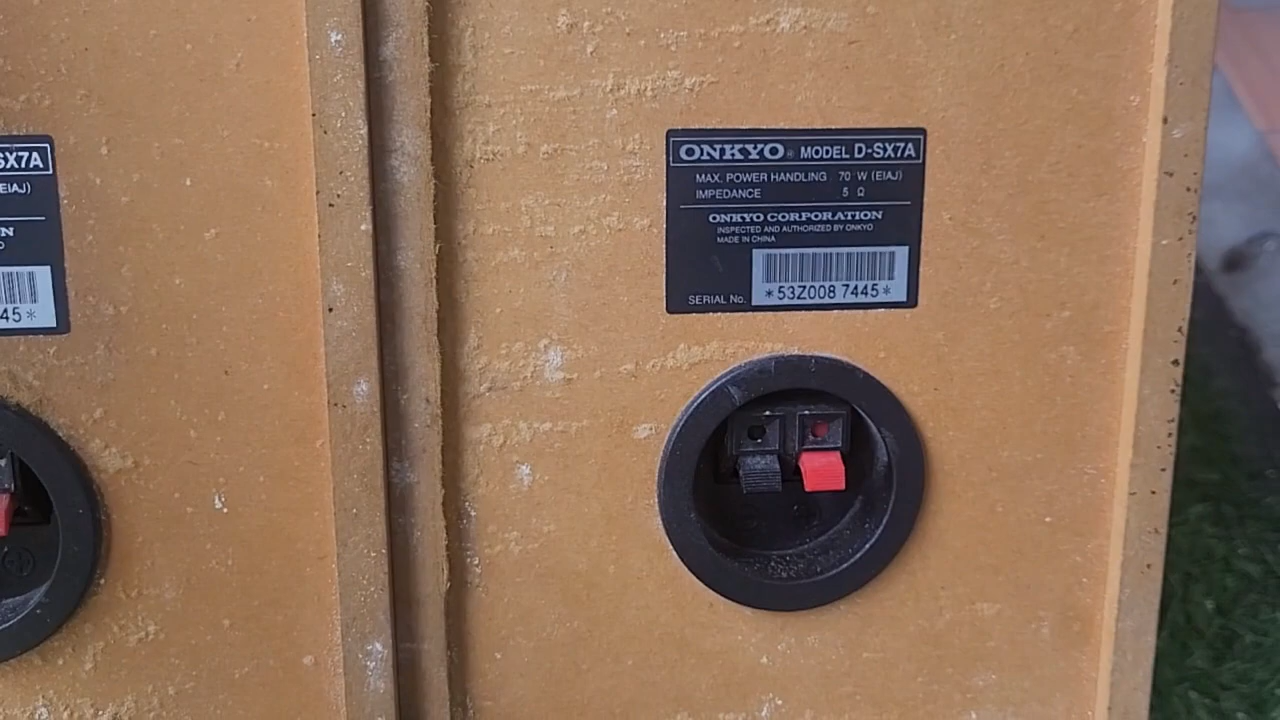 SX7A
EIAJ)
N
45*
ONKYO® MODEL D-SX7A
MAX. POWER HANDLING 70 W (EIAJ)
IMPEDANCE 5 Ω
ONKYO CORPORATION
INSPECTED AND AUTHORIZED BY ONKYO
MADE IN CHINA
SERIAL No. *53Z008 7445*